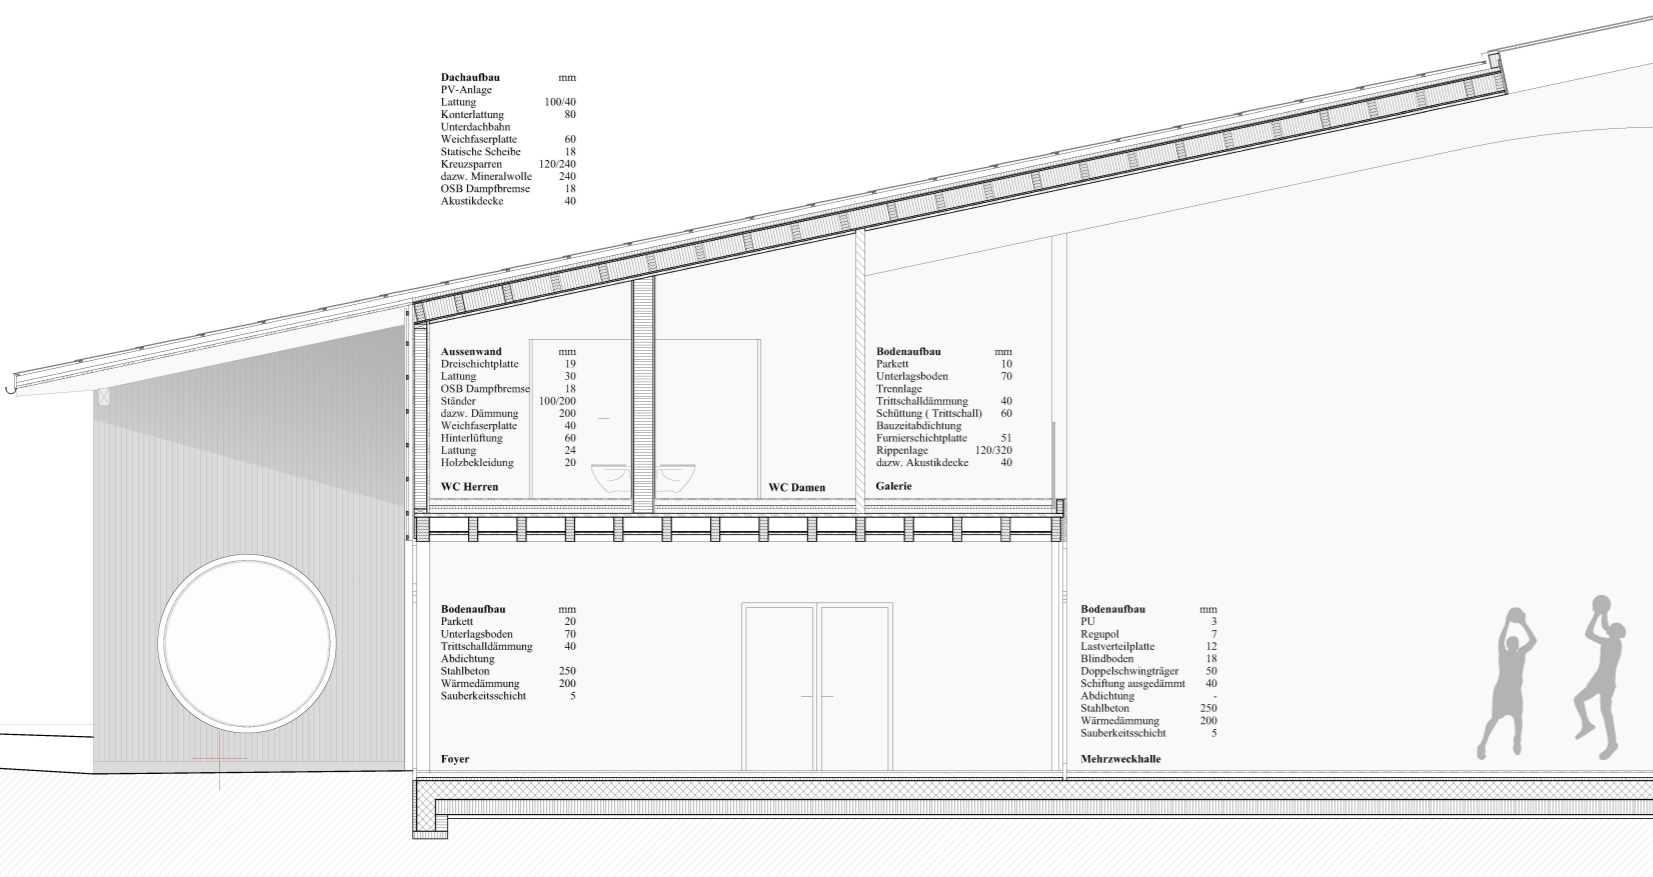 Dachaufbau mm
PV-Anlage
Lattung 100/40
Konterlattung 80
Unterdachbahn
Weichfaserplatte 60
Statische Scheibe 18
Kreuzsparren 120/240
dazw. Mineralwolle 240
OSB Dampfbremse 18
Akustikdecke 40
Aussenwand mm
Dreischichtplatte 19
Lattung 30
OSB Dampfbremse 18
Ständer 100/200
dazw. Dämmung 200
Weichfaserplatte 40
Hinterlüftung 60
Lattung 24
Holzbekleidung 20
WC Herren
WC Damen
Bodenaufbau mm
Parkett 10
Unterlagsboden 70
Trennlage
Trittschalldämmung 40
Schüttung ( Trittschall) 60
Bauzeitabdichtung
Furnierschichtplatte 51
Rippenlage 120/320
dazw. Akustikdecke 40
Galerie
Bodenaufbau mm
Parkett 20
Unterlagsboden 70
Trittschalldämmung 40
Abdichtung
Stahlbeton 250
Wärmedämmung 200
Sauberkeitsschicht 5
Foyer
Bodenaufbau mm
PU 3
Regupol 7
Lastverteilplatte 12
Blindboden 18
Doppelschwingträger 50
Schiftung ausgedämmt 40
Abdichtung -
Stahlbeton 250
Wärmedämmung 200
Sauberkeitsschicht 5
Mehrzweckhalle